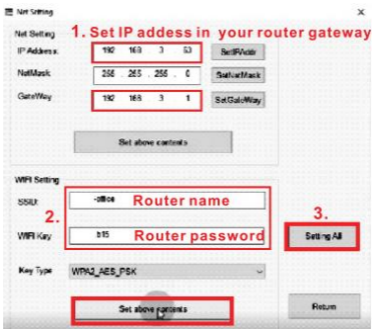 Net Setting
1. Set IP addess in your router gateway
Net Setting
IP Address: 192 168 3 53 SetIPAddr
NetMask: 255 . 255 . 255 . 0 SetNetMask
GateWay 192 168 3 1 SetGateWay
Set above contents
WIFI Setting
SSID: -office Router name
2.
3.
WIFI Key Router password Setting All
Key Type WPA2_AES_PSK
Set above contents Return